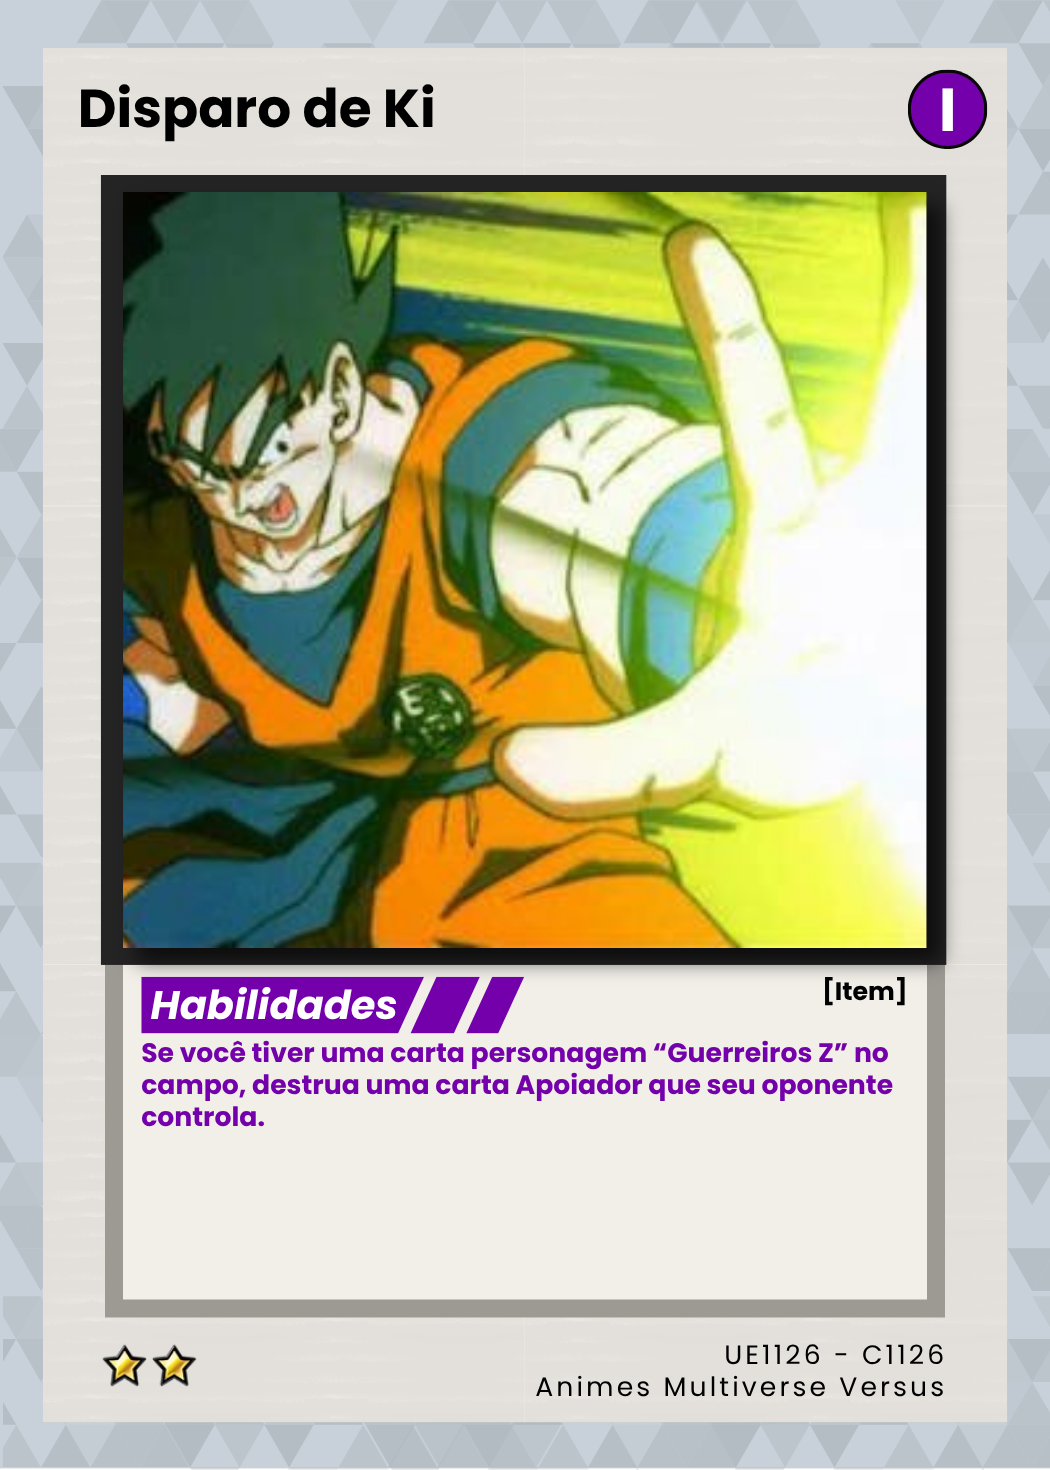 Disparo de Ki
I
Habilidades
[Item]
Se você tiver uma carta personagem “Guerreiros Z” no
campo, destrua uma carta Apoiador que seu oponente
controla.
UE1126 - C1126
Animes Multiverse Versus